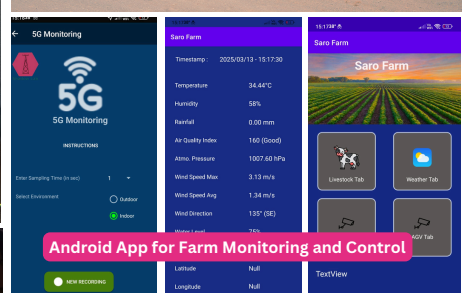 5G Monitoring
5G
5G Monitoring
INSTRUCTIONS
Enter Sampling Time (in sec) 1
Select Environment
Outdoor
Indoor
NEW RECORDING
Saro Farm
Timestamp : 2025/03/13 - 15:17:30
Temperature 34.44°C
Humidity 58%
Rainfall 0.00 mm
Air Quality Index 160 (Good)
Atmo. Pressure 1007.60 hPa
Wind Speed Max 3.13 m/s
Wind Speed Avg 1.34 m/s
Wind Direction 135° (SE)
Latitude Null
Longitude Null
Saro Farm
Saro Farm
Livestock Tab
Weather Tab
AGV Tab
TextView
Android App for Farm Monitoring and Control